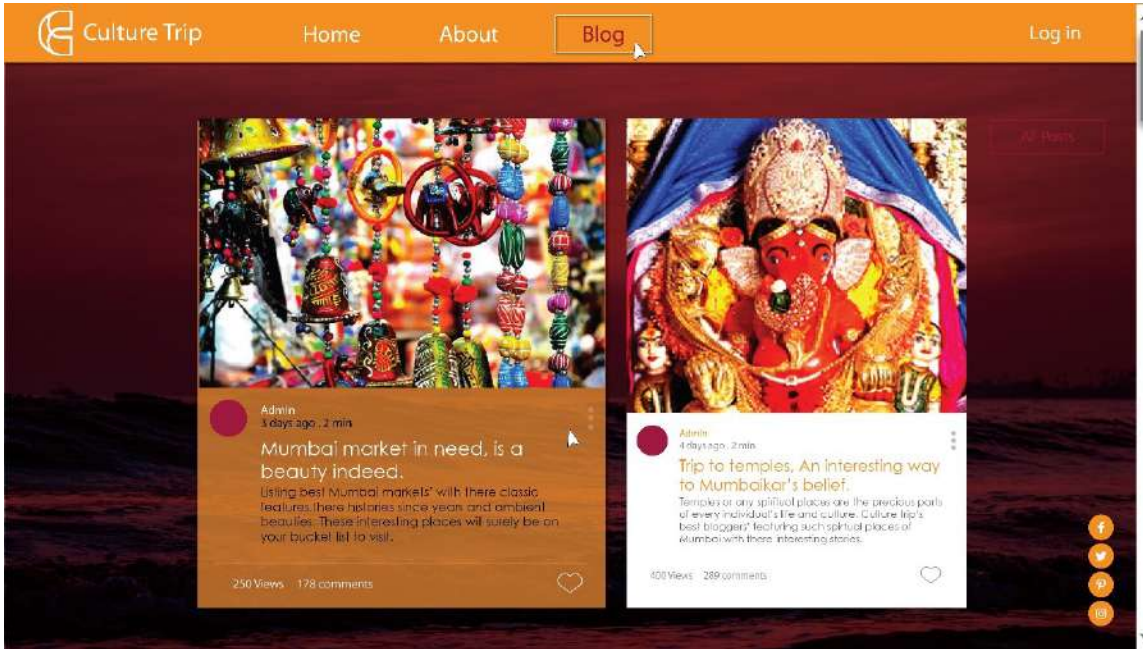 Culture Trip
Home
About
Blog
Log in
All Posts
Admin
3 days ago . 2 min
Mumbai market in need, is a
beauty indeed.
Listing best Mumbai markets' with there classic
features,there histories since years and ambient
beauties. These interesting places will surely be on
your bucket list to visit.
250 Views 178 comments
Admin
4 days ago . 2 min
Trip to temples, An interesting way
to Mumbaikar's belief.
Temples or any spiritual places are the precious parts
of every individual's life and culture. Culture trip's
best bloggers' featuring such spiritual places of
Mumbai with there interesting stories.
400 Views 289 comments